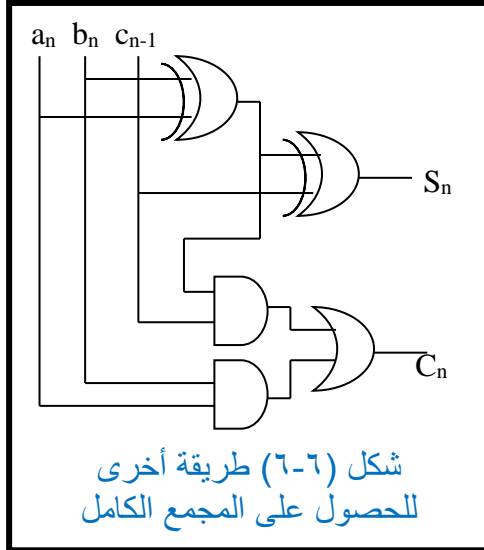 aₙ bₙ cₙ₋₁
Sₙ
Cₙ
شكل (٦-٦) طريقة أخرى
للحصول على المجمع الكامل